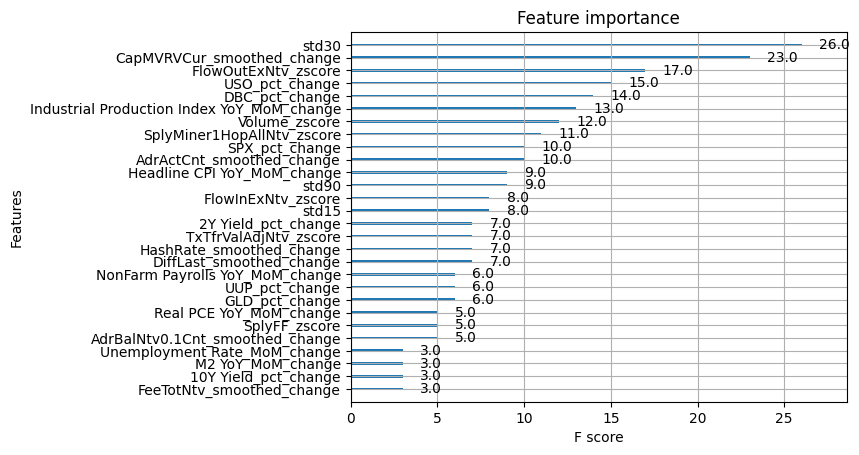 Feature importance
std30 26.0
CapMVRVCur_smoothed_change 23.0
FlowOutExNtv_zscore 17.0
USO_pct_change 15.0
DBC_pct_change 14.0
Industrial Production Index YoY_MoM_change 13.0
Volume_zscore 12.0
SplyMiner1HopAllNtv_zscore 11.0
SPX_pct_change 10.0
AdrActCnt_smoothed_change 10.0
Headline CPI YoY_MoM_change 9.0
std90 9.0
FlowInExNtv_zscore 8.0
std15 8.0
2Y Yield_pct_change 7.0
TxTfrValAdjNtv_zscore 7.0
HashRate_smoothed_change 7.0
DiffLast_smoothed_change 7.0
NonFarm Payrolls YoY_MoM_change 6.0
UUP_pct_change 6.0
GLD_pct_change 6.0
Real PCE YoY_MoM_change 5.0
SplyFF_zscore 5.0
AdrBalNtv0.1Cnt_smoothed_change 5.0
Unemployment Rate_MoM_change 3.0
M2 YoY_MoM_change 3.0
10Y Yield_pct_change 3.0
FeeTotNtv_smoothed_change 3.0
0 5 10 15 20 25
F score
Features